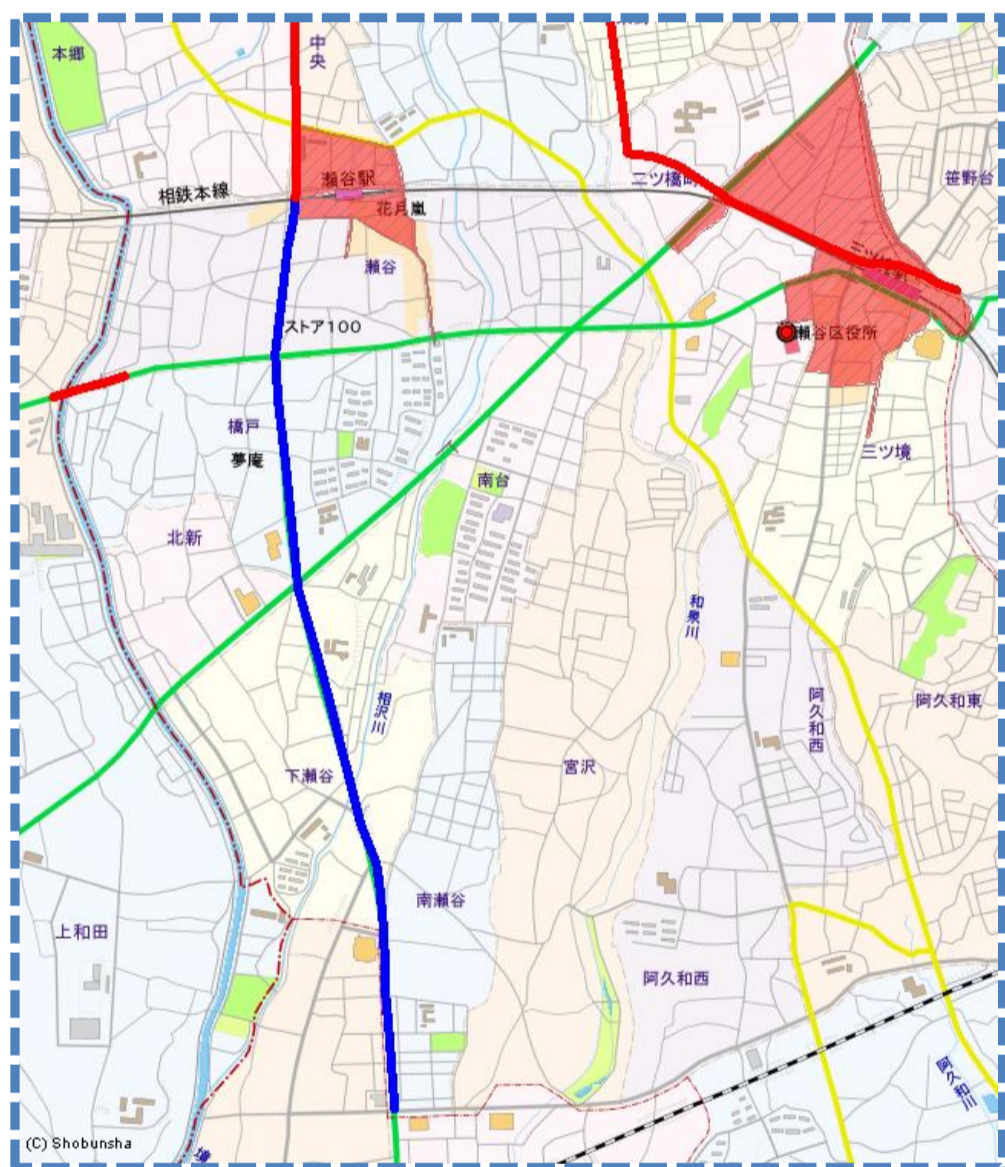 本郷
中央
瀬谷駅
二ツ橋町
笹野台
相鉄本線
花月嵐
瀬谷
ストア100
瀬谷区役所
橋戸
夢庵
三ツ境
南台
北新
和泉川
相沢川
阿久和西
阿久和東
宮沢
下瀬谷
南瀬谷
上和田
阿久和西
阿久和川
(C) Shobunsha
境